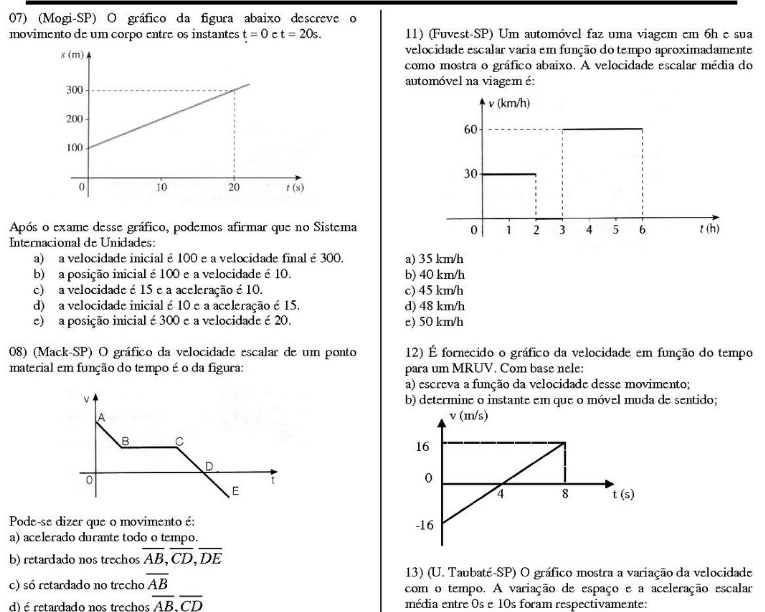 07) (Mogi-SP) O gráfico da figura abaixo descreve o
movimento de um corpo entre os instantes t = 0 e t = 20s.
s (m)
300
200
100
0
10
20
t (s)
Após o exame desse gráfico, podemos afirmar que no Sistema
Internacional de Unidades:
a) a velocidade inicial é 100 e a velocidade final é 300.
b) a posição inicial é 100 e a velocidade é 10.
c) a velocidade é 15 e a aceleração é 10.
d) a velocidade inicial é 10 e a aceleração é 15.
e) a posição inicial é 300 e a velocidade é 20.
08) (Mack-SP) O gráfico da velocidade escalar de um ponto
material em função do tempo é o da figura:
v
A
B
C
D
0
t
E
Pode-se dizer que o movimento é:
a) acelerado durante todo o tempo.
b) retardado nos trechos AB, CD, DE
c) só retardado no trecho AB
d) é retardado nos trechos AB, CD
11) (Fuvest-SP) Um automóvel faz uma viagem em 6h e sua
velocidade escalar varia em função do tempo aproximadamente
como mostra o gráfico abaixo. A velocidade escalar média do
automóvel na viagem é:
v (km/h)
60
30
0 1 2 3 4 5 6 t (h)
a) 35 km/h
b) 40 km/h
c) 45 km/h
d) 48 km/h
e) 50 km/h
12) É fornecido o gráfico da velocidade em função do tempo
para um MRUV. Com base nele:
a) escreva a função da velocidade desse movimento;
b) determine o instante em que o móvel muda de sentido;
v (m/s)
16
0
4
8
t (s)
-16
13) (U. Taubaté-SP) O gráfico mostra a variação da velocidade
com o tempo. A variação de espaço e a aceleração escalar
média entre 0s e 10s foram respectivamente: